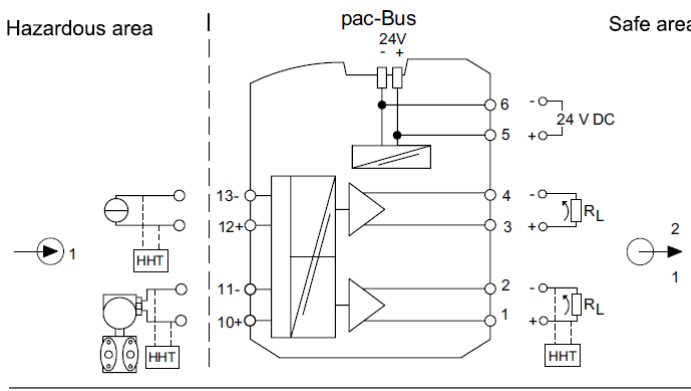 Hazardous area
pac-Bus
Safe area
24V
- +
6 -
24 V DC
5 +
13- 4 -
RL
12+ 3 +
1 HHT 2
1
11- 2 -
RL
10+ 1 +
HHT HHT